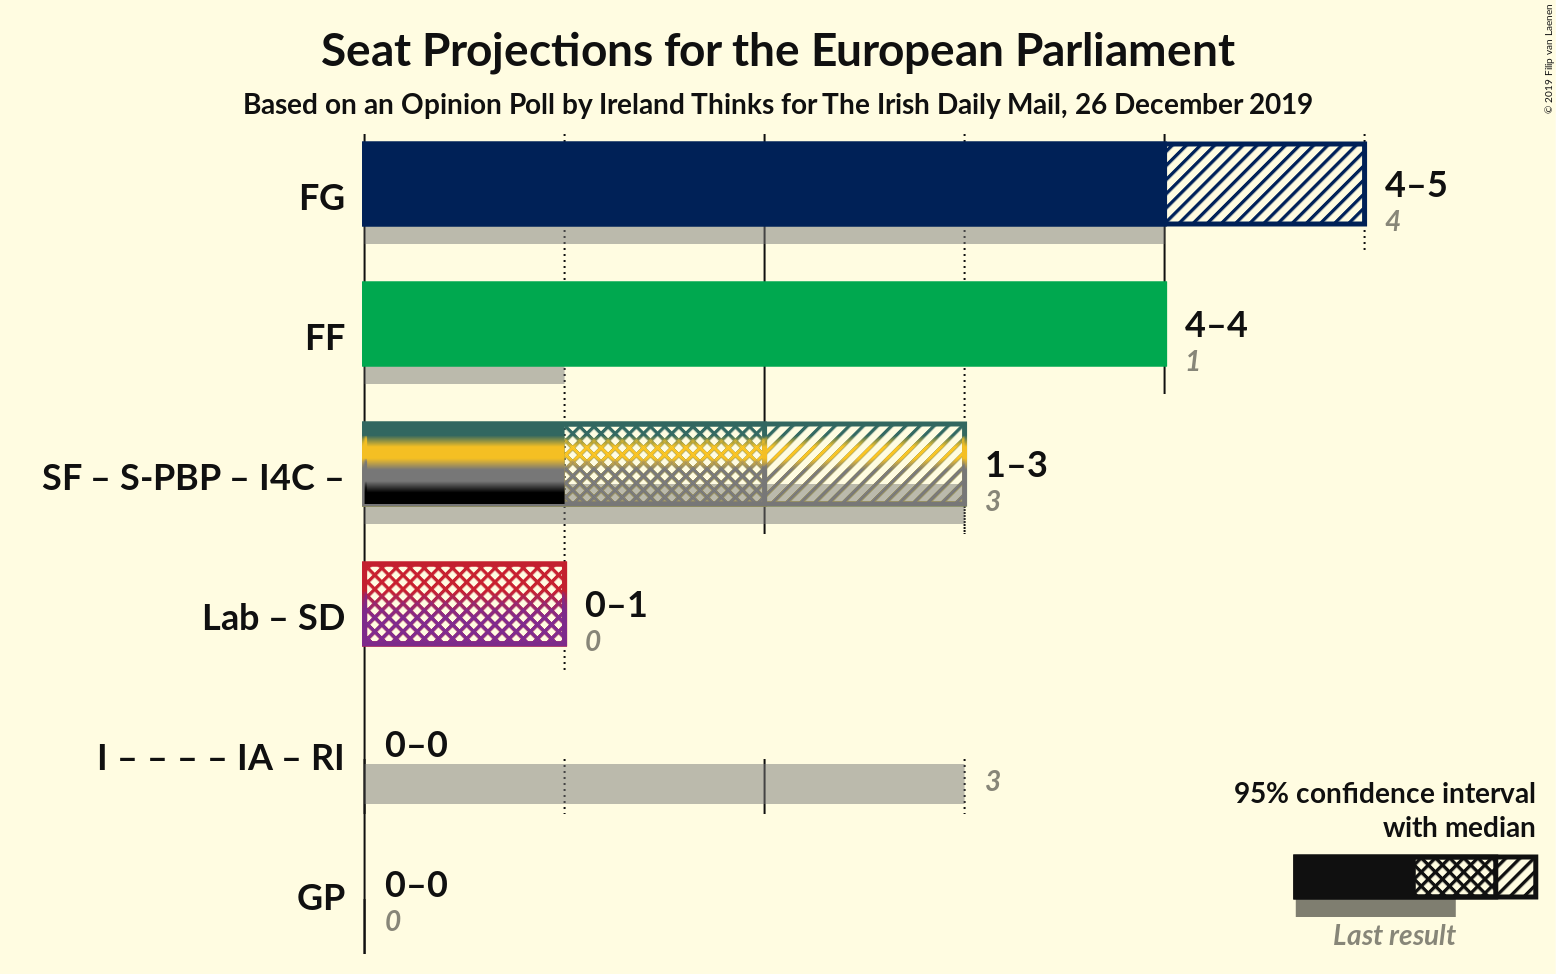 Seat Projections for the European Parliament
Based on an Opinion Poll by Ireland Thinks for The Irish Daily Mail, 26 December 2019
© 2019 Filip van Laenen
FG
4–5
4
FF
4–4
1
SF – S-PBP – I4C –
1–3
3
Lab – SD
0–1
0
I – – – – IA – RI
0–0
3
GP
0–0
0
95% confidence interval
with median
Last result